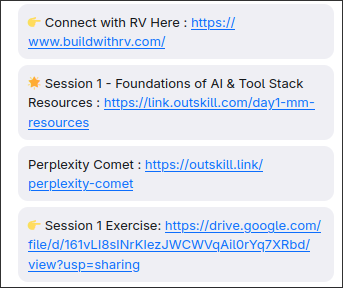 👉 Connect with RV Here : https://
www.buildwithrv.com/
🌟 Session 1 - Foundations of AI & Tool Stack
Resources : https://link.outskill.com/day1-mm-
resources
Perplexity Comet : https://outskill.link/
perplexity-comet
👉 Session 1 Exercise: https://drive.google.com/
file/d/161vLI8sINrKIezJWCWVqAil0rYq7XRbd/
view?usp=sharing